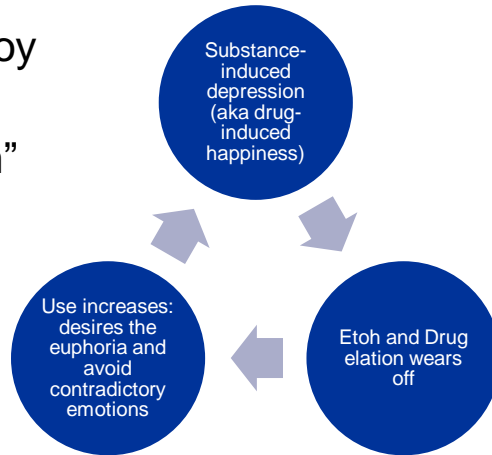 Substance-
induced
depression
(aka drug-
induced
happiness)
Etoh and Drug
elation wears
off
Use increases:
desires the
euphoria and
avoid
contradictory
emotions